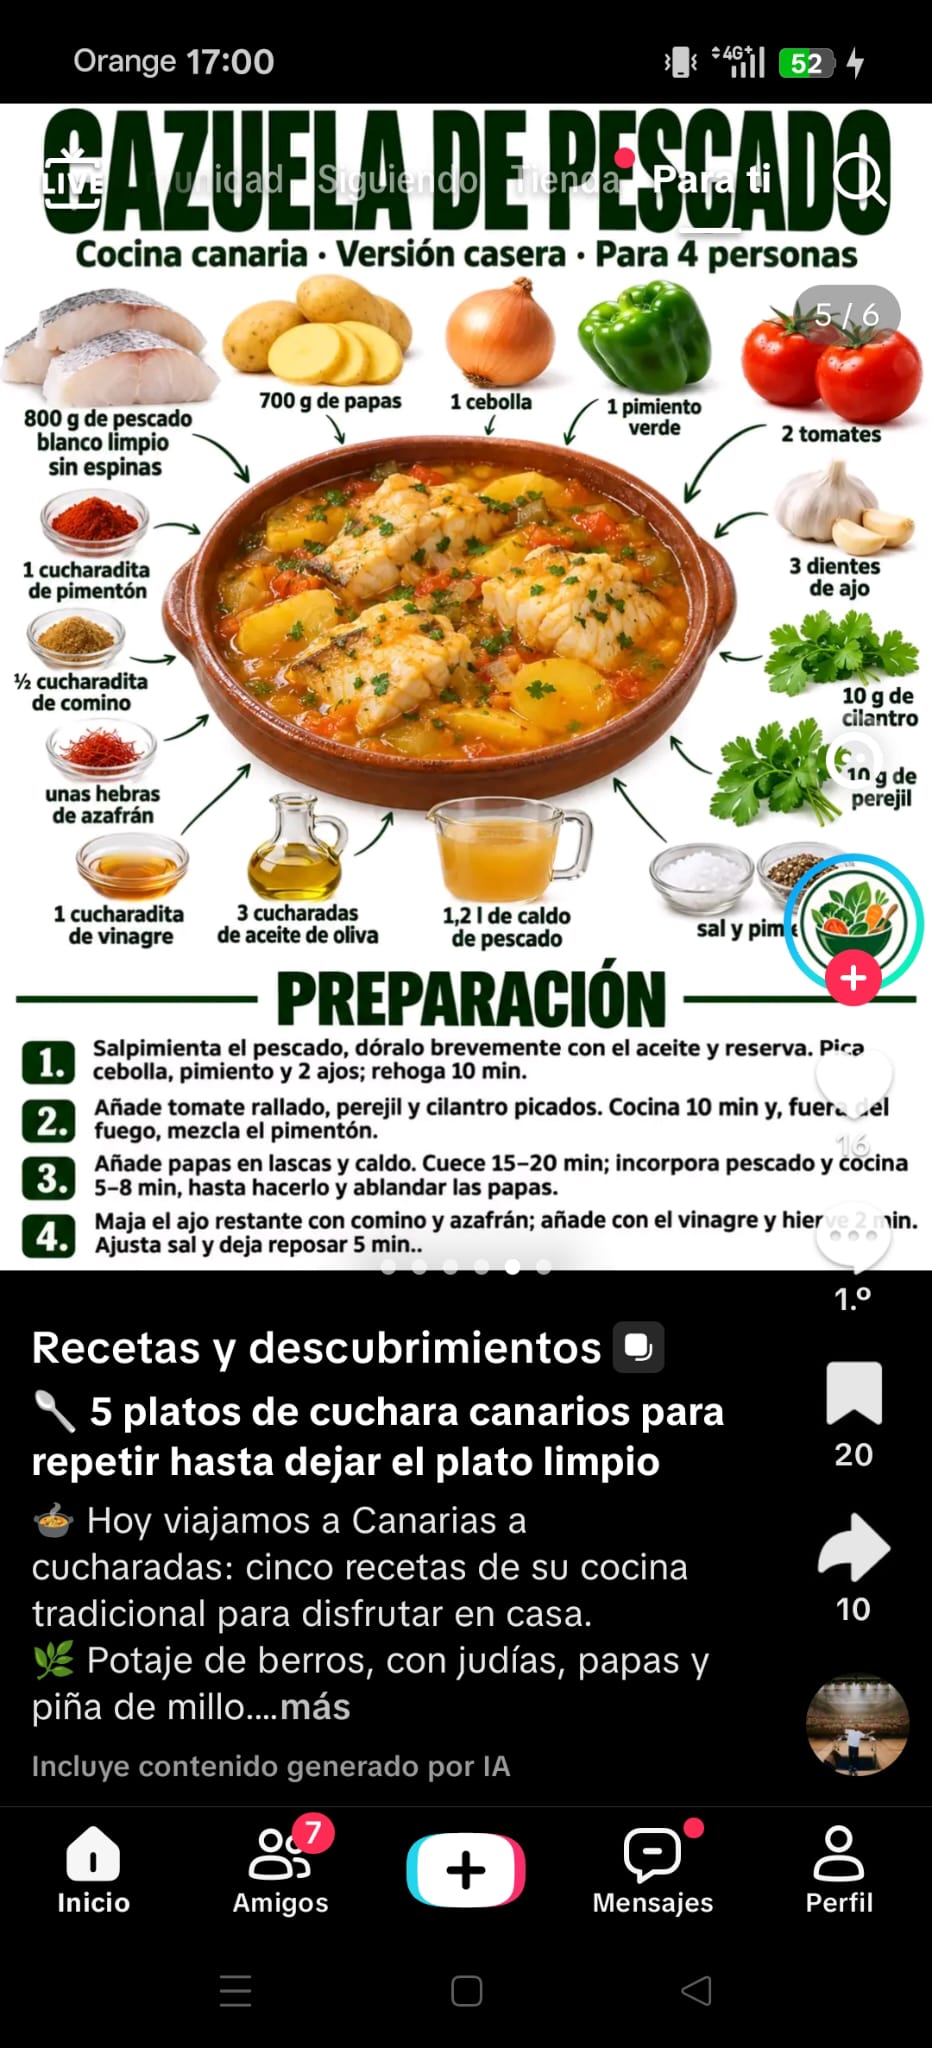 Orange 17:00
4G+
52
CAZUELA DE PESCADO
LIVE
Siguiendo
Tienda
Para ti
Cocina canaria · Versión casera · Para 4 personas
5 / 6
800 g de pescado
blanco limpio
sin espinas
700 g de papas
1 cebolla
1 pimiento
verde
2 tomates
1 cucharadita
de pimentón
3 dientes
de ajo
½ cucharadita
de comino
10 g de
cilantro
unas hebras
de azafrán
10 g de
perejil
1 cucharadita
de vinagre
3 cucharadas
de aceite de oliva
1,2 l de caldo
de pescado
sal y pim
PREPARACIÓN
1. Salpimienta el pescado, dóralo brevemente con el aceite y reserva. Pica
cebolla, pimiento y 2 ajos; rehoga 10 min.
2. Añade tomate rallado, perejil y cilantro picados. Cocina 10 min y, fuera del
fuego, mezcla el pimentón.
16
3. Añade papas en lascas y caldo. Cuece 15–20 min; incorpora pescado y cocina
5–8 min, hasta hacerlo y ablandar las papas.
4. Maja el ajo restante con comino y azafrán; añade con el vinagre y hierve 2 min.
Ajusta sal y deja reposar 5 min..
1.º
Recetas y descubrimientos
5 platos de cuchara canarios para
repetir hasta dejar el plato limpio
20
Hoy viajamos a Canarias a
cucharadas: cinco recetas de su cocina
tradicional para disfrutar en casa.
10
Potaje de berros, con judías, papas y
piña de millo....más
Incluye contenido generado por IA
7
Inicio
Amigos
Mensajes
Perfil